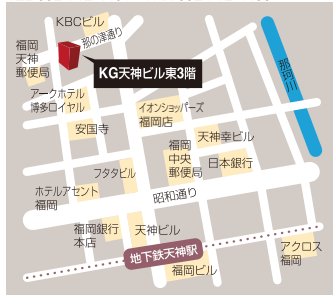 KBCビル
那の津通り
福岡
天神
郵便局
KG天神ビル東3階
那珂川
アークホテル
博多ロイヤル
イオンショッパーズ
福岡店
安国寺
天神幸ビル
福岡
中央
郵便局
日本銀行
フタタビル
ホテルアセント
福岡
昭和通り
福岡銀行
本店
天神ビル
地下鉄天神駅
アクロス
福岡
福岡ビル